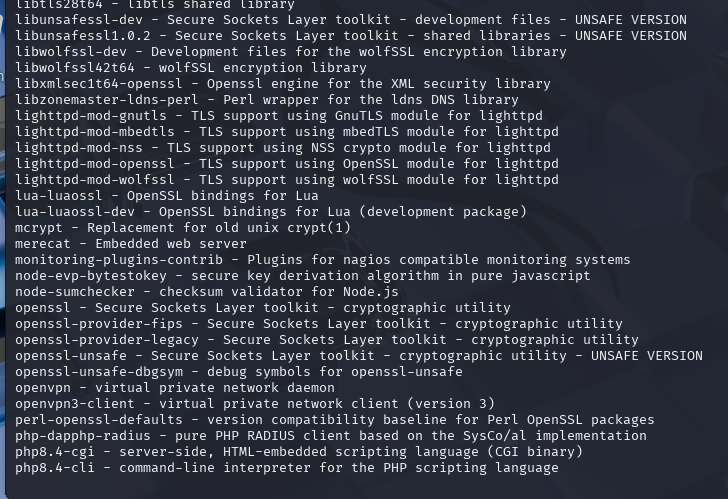 libtls28t64 - libtls shared library
libunsafessl-dev - Secure Sockets Layer toolkit - development files - UNSAFE VERSION
libunsafessl1.0.2 - Secure Sockets Layer toolkit - shared libraries - UNSAFE VERSION
libwolfssl-dev - Development files for the wolfSSL encryption library
libwolfssl42t64 - wolfSSL encryption library
libxmlsec1t64-openssl - Openssl engine for the XML security library
libzonemaster-ldns-perl - Perl wrapper for the ldns DNS library
lighttpd-mod-gnutls - TLS support using GnuTLS module for lighttpd
lighttpd-mod-mbedtls - TLS support using mbedTLS module for lighttpd
lighttpd-mod-nss - TLS support using NSS crypto module for lighttpd
lighttpd-mod-openssl - TLS support using OpenSSL module for lighttpd
lighttpd-mod-wolfssl - TLS support using wolfSSL module for lighttpd
lua-luaossl - OpenSSL bindings for Lua
lua-luaossl-dev - OpenSSL bindings for Lua (development package)
mcrypt - Replacement for old unix crypt(1)
merecat - Embedded web server
monitoring-plugins-contrib - Plugins for nagios compatible monitoring systems
node-evp-bytestokey - secure key derivation algorithm in pure javascript
node-sumchecker - checksum validator for Node.js
openssl - Secure Sockets Layer toolkit - cryptographic utility
openssl-provider-fips - Secure Sockets Layer toolkit - cryptographic utility
openssl-provider-legacy - Secure Sockets Layer toolkit - cryptographic utility
openssl-unsafe - Secure Sockets Layer toolkit - cryptographic utility - UNSAFE VERSION
openssl-unsafe-dbgsym - debug symbols for openssl-unsafe
openvpn - virtual private network daemon
openvpn3-client - virtual private network client (version 3)
perl-openssl-defaults - version compatibility baseline for Perl OpenSSL packages
php-dapphp-radius - pure PHP RADIUS client based on the SysCo/al implementation
php8.4-cgi - server-side, HTML-embedded scripting language (CGI binary)
php8.4-cli - command-line interpreter for the PHP scripting language